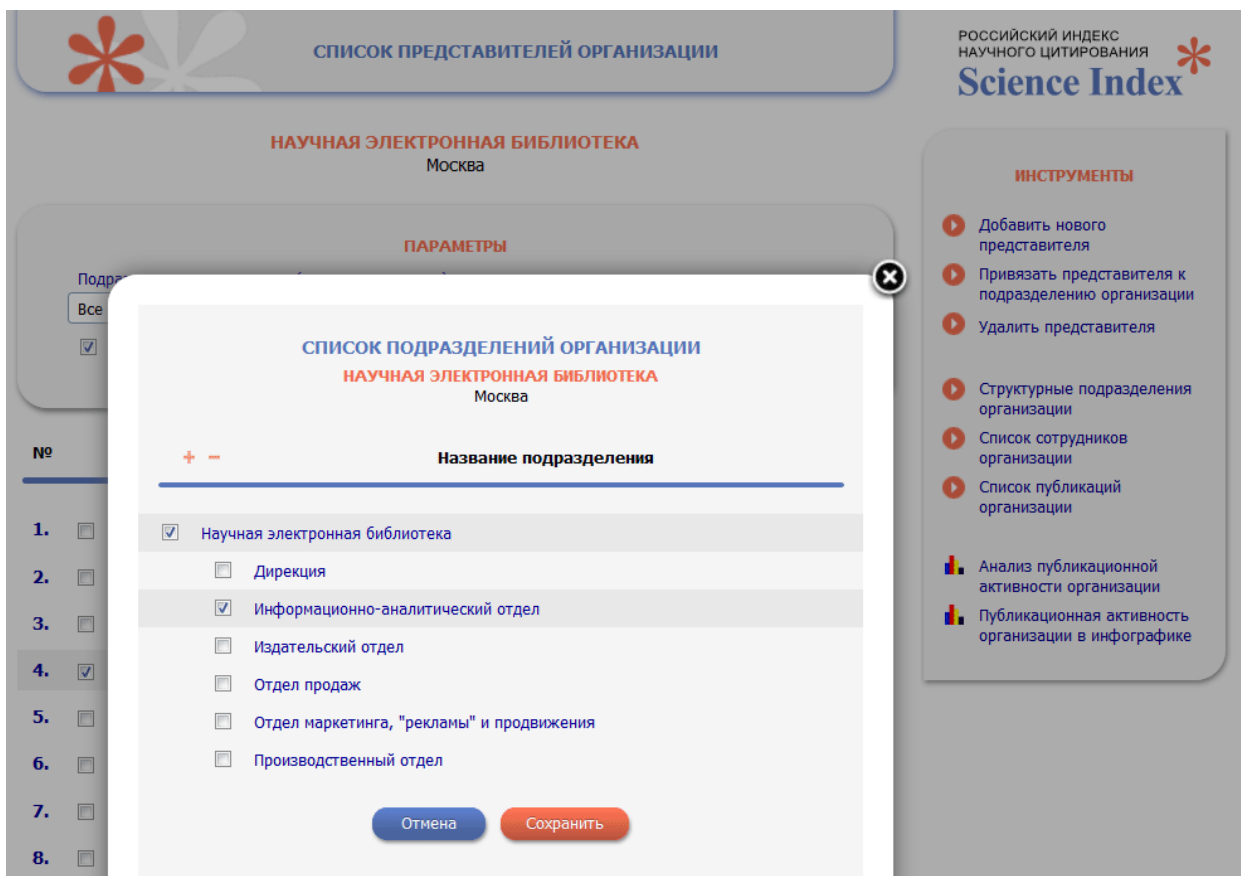 СПИСОК ПРЕДСТАВИТЕЛЕЙ ОРГАНИЗАЦИИ
РОССИЙСКИЙ ИНДЕКС
НАУЧНОГО ЦИТИРОВАНИЯ
Science Index
НАУЧНАЯ ЭЛЕКТРОННАЯ БИБЛИОТЕКА
Москва
ПАРАМЕТРЫ
Все
№
1.
2.
3.
4.
5.
6.
7.
8.
СПИСОК ПОДРАЗДЕЛЕНИЙ ОРГАНИЗАЦИИ
НАУЧНАЯ ЭЛЕКТРОННАЯ БИБЛИОТЕКА
Москва
+ −
Название подразделения
Научная электронная библиотека
Дирекция
Информационно-аналитический отдел
Издательский отдел
Отдел продаж
Отдел маркетинга, "рекламы" и продвижения
Производственный отдел
Отмена
Сохранить
ИНСТРУМЕНТЫ
Добавить нового
представителя
Привязать представителя к
подразделению организации
Удалить представителя
Структурные подразделения
организации
Список сотрудников
организации
Список публикаций
организации
Анализ публикационной
активности организации
Публикационная активность
организации в инфографике